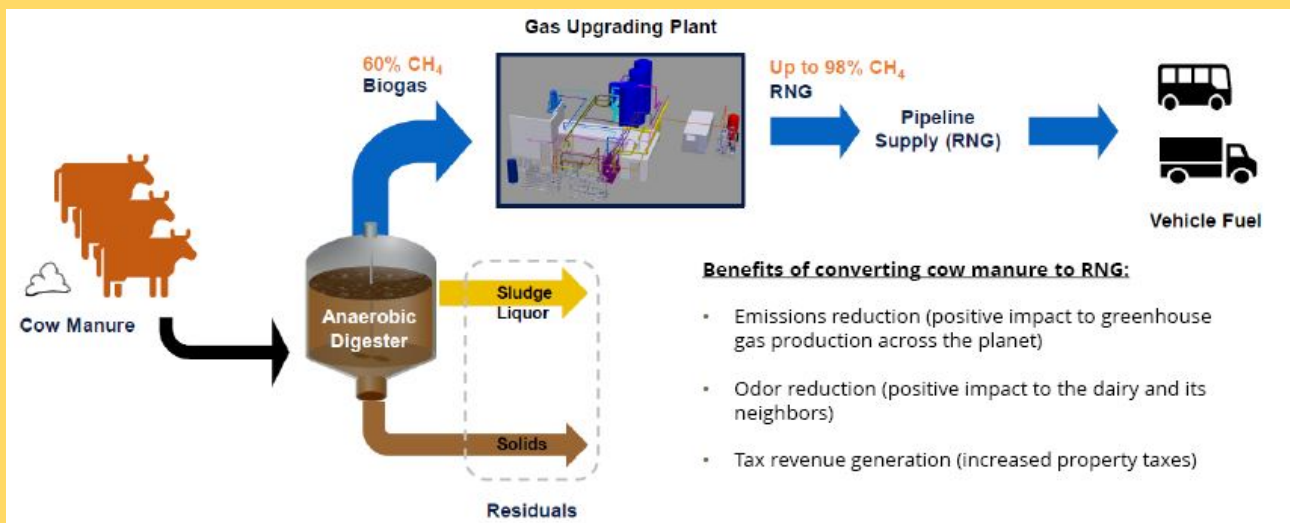 Gas Upgrading Plant
60% CH₄
Biogas
Up to 98% CH₄
RNG
Pipeline
Supply (RNG)
Vehicle Fuel
Cow Manure
Anaerobic
Digester
Sludge
Liquor
Solids
Residuals
Benefits of converting cow manure to RNG:
• Emissions reduction (positive impact to greenhouse
gas production across the planet)
• Odor reduction (positive impact to the dairy and its
neighbors)
• Tax revenue generation (increased property taxes)